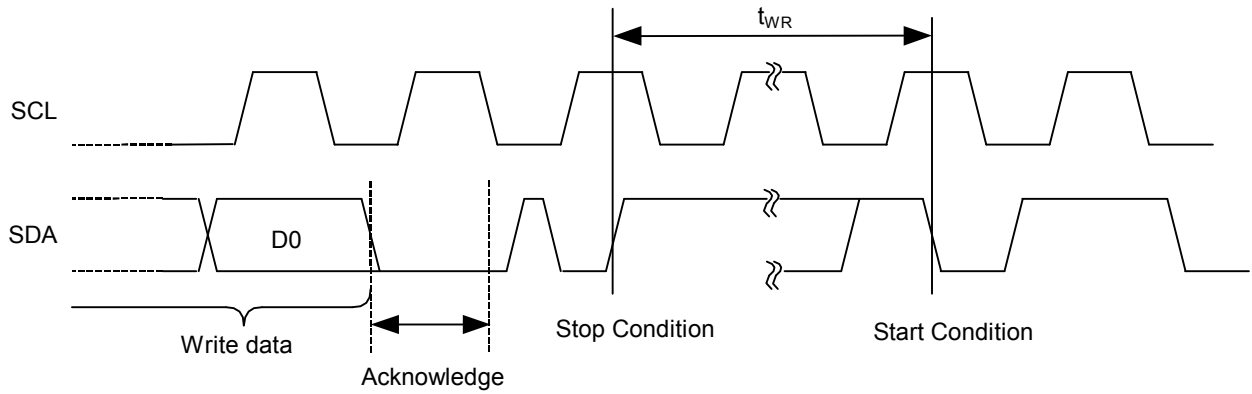 tWR
SCL
SDA
D0
Write data
Acknowledge
Stop Condition
Start Condition